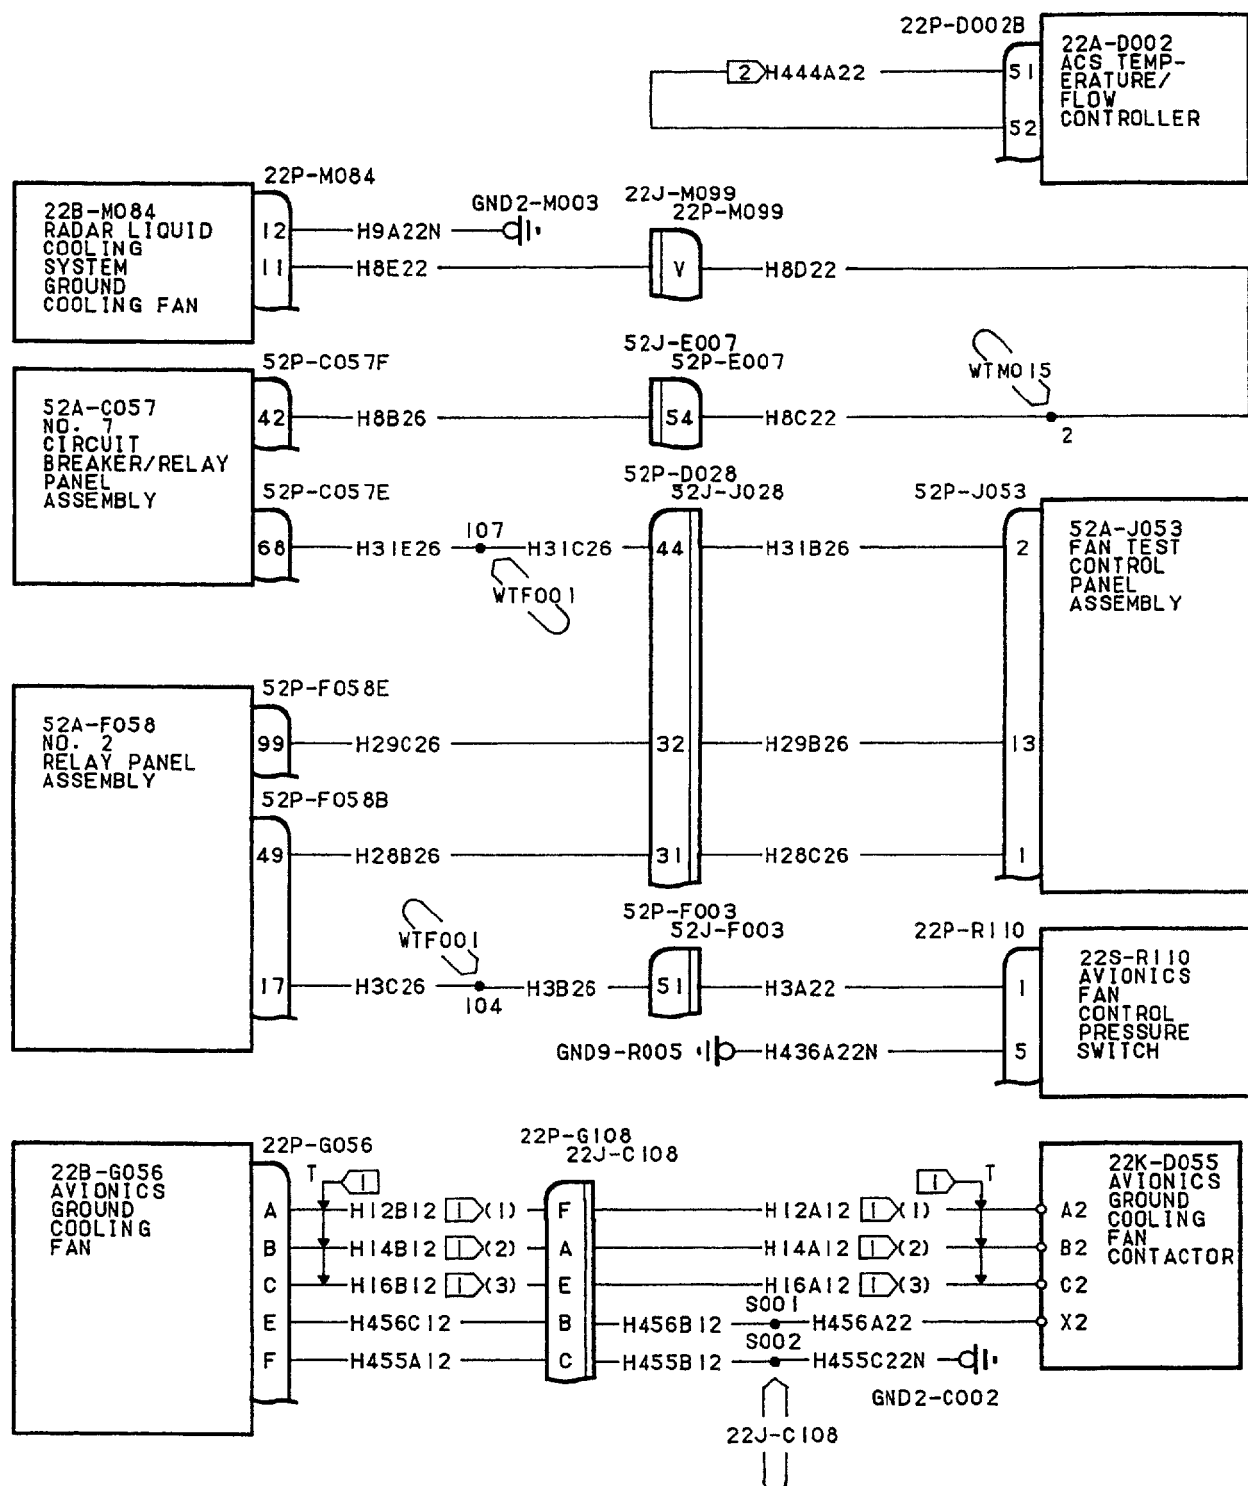 22P-D002B
22A-D002
ACS TEMP-
ERATURE/
FLOW
CONTROLLER
2 H444A22 51
52
22P-M084
22B-M084
RADAR LIQUID
COOLING
SYSTEM
GROUND
COOLING FAN
GND2-M003
22J-M099
22P-M099
12 H9A22N
11 H8E22 V H8D22
52P-C057F
52A-C057
NO. 7
CIRCUIT
BREAKER/RELAY
PANEL
ASSEMBLY
52J-E007
52P-E007
WTM015
42 H8B26 54 H8C22 2
52P-C057E
52P-D028
52J-J028
52P-J053
52A-J053
FAN TEST
CONTROL
PANEL
ASSEMBLY
107
68 H31E26 H31C26 44 H31B26 2
WTF001
52P-F058E
52A-F058
NO. 2
RELAY PANEL
ASSEMBLY
99 H29C26 32 H29B26 13
52P-F058B
49 H28B26 31 H28C26 1
52P-F003
52J-F003
22P-R110
22S-R110
AVIONICS
FAN
CONTROL
PRESSURE
SWITCH
WTF001
17 H3C26 H3B26 51 H3A22 1
104
GND9-R005 H436A22N 5
22P-G056
22B-G056
AVIONICS
GROUND
COOLING
FAN
22P-G108
22J-C108
22K-D055
AVIONICS
GROUND
COOLING
FAN
CONTACTOR
T 1 1 T
A H12B12 1 (1) F H12A12 1 (1) A2
B H14B12 1 (2) A H14A12 1 (2) B2
C H16B12 1 (3) E H16A12 1 (3) C2
S001
E H456C12 B H456B12 H456A22 X2
S002
F H455A12 C H455B12 H455C22N
GND2-C002
22J-C108